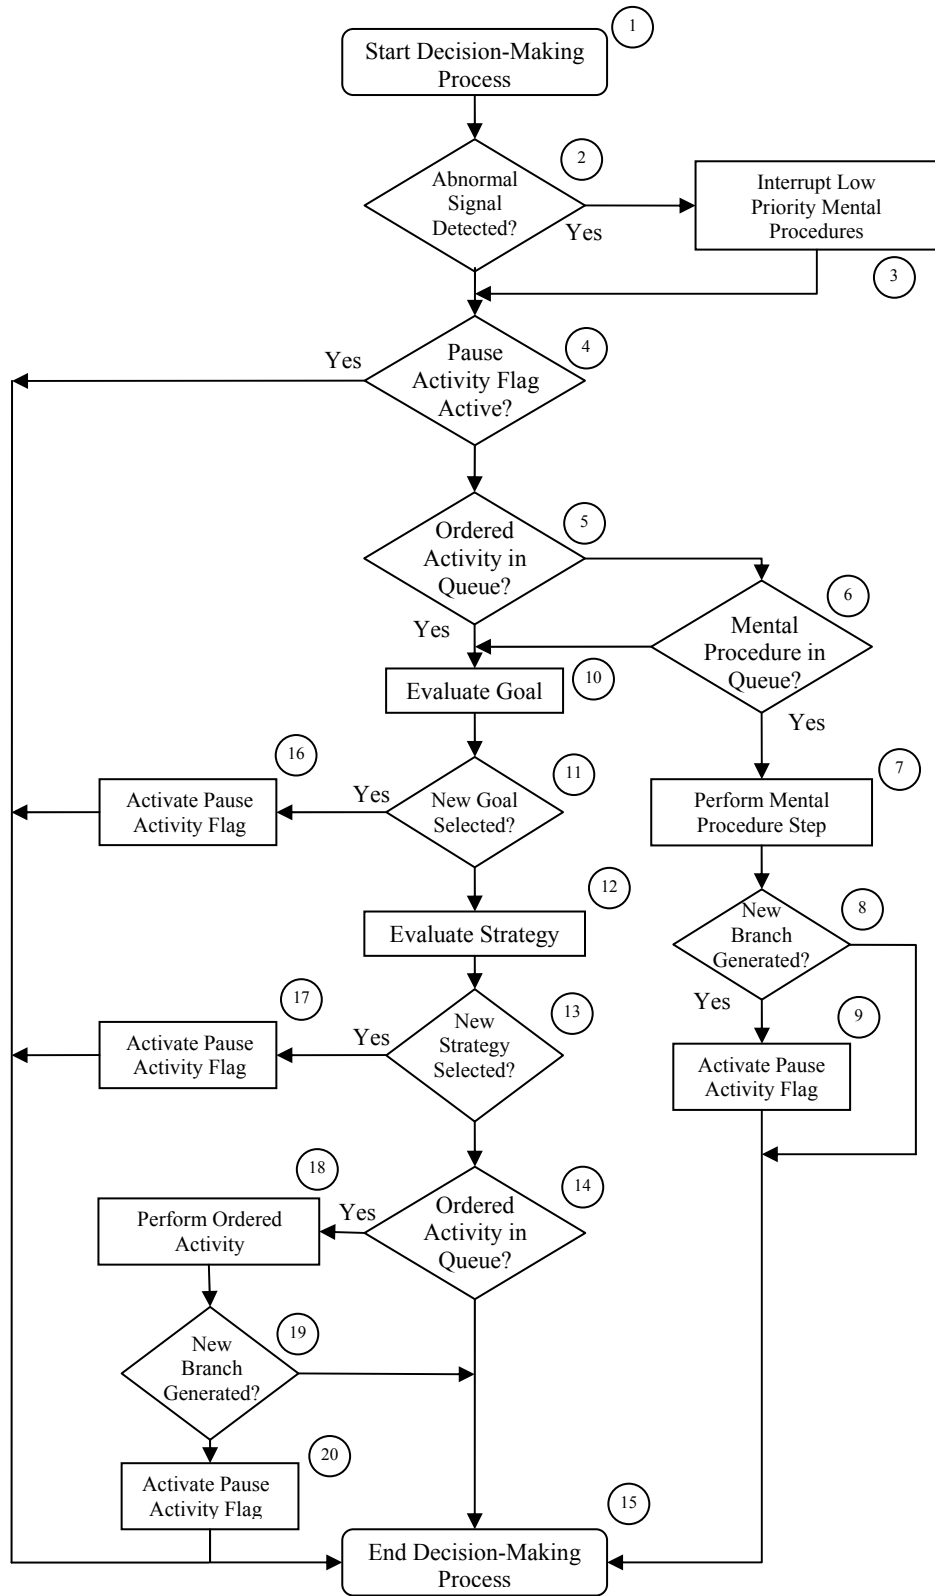 1
Start Decision-Making
Process
2
Abnormal
Signal
Detected?
Yes
Interrupt Low
Priority Mental
Procedures
3
4
Yes
Pause
Activity Flag
Active?
5
Ordered
Activity in
Queue?
Yes
6
Mental
Procedure in
Queue?
Yes
10
Evaluate Goal
16
Activate Pause
Activity Flag
Yes
11
New Goal
Selected?
7
Perform Mental
Procedure Step
12
Evaluate Strategy
8
New
Branch
Generated?
Yes
17
Activate Pause
Activity Flag
Yes
13
New
Strategy
Selected?
9
Activate Pause
Activity Flag
18
Perform Ordered
Activity
Yes
14
Ordered
Activity in
Queue?
19
New
Branch
Generated?
20
Activate Pause
Activity Flag
15
End Decision-Making
Process